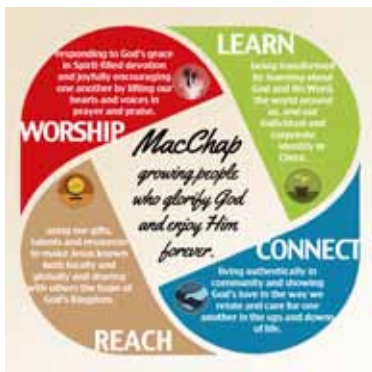 responding to God's grace
in Spirit-filled devotion
and joyfully encouraging
one another by lifting our
hearts and voices in
prayer and praise.
WORSHIP
LEARN
being transformed
by learning about
God and His Word,
the world around
us, and our
individual and
corporate
identity in
Christ.
MacChap
growing people
who glorify God
and enjoy Him
forever.
using our gifts,
talents and resources
to make Jesus known
both locally and
globally and sharing
with others the hope of
God's Kingdom.
REACH
CONNECT
living authentically in
community and showing
God's love in the way we
relate and care for one
another in the ups and downs
of life.